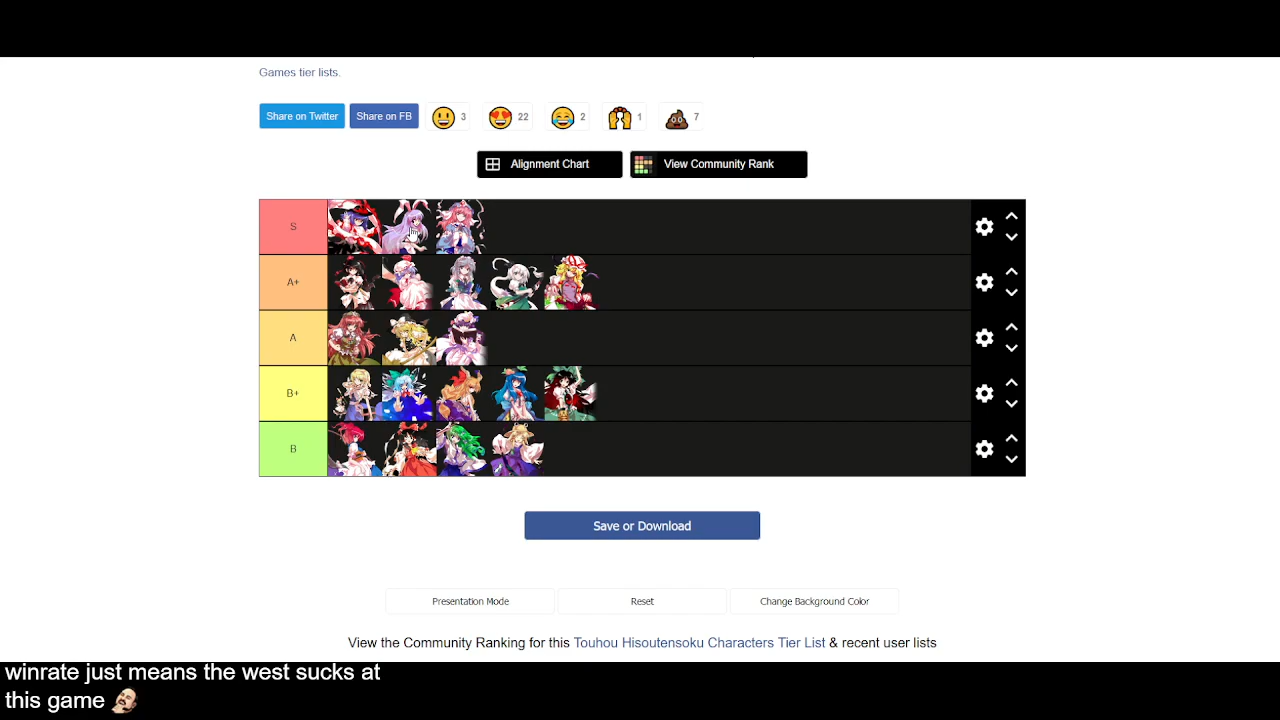 Games tier lists.
Share on Twitter Share on FB 3 22 2 1 7
Alignment Chart View Community Rank
S
A+
A
B+
B
Save or Download
Presentation Mode Reset Change Background Color
View the Community Ranking for this Touhou Hisoutensoku Characters Tier List & recent user lists
winrate just means the west sucks at
this game